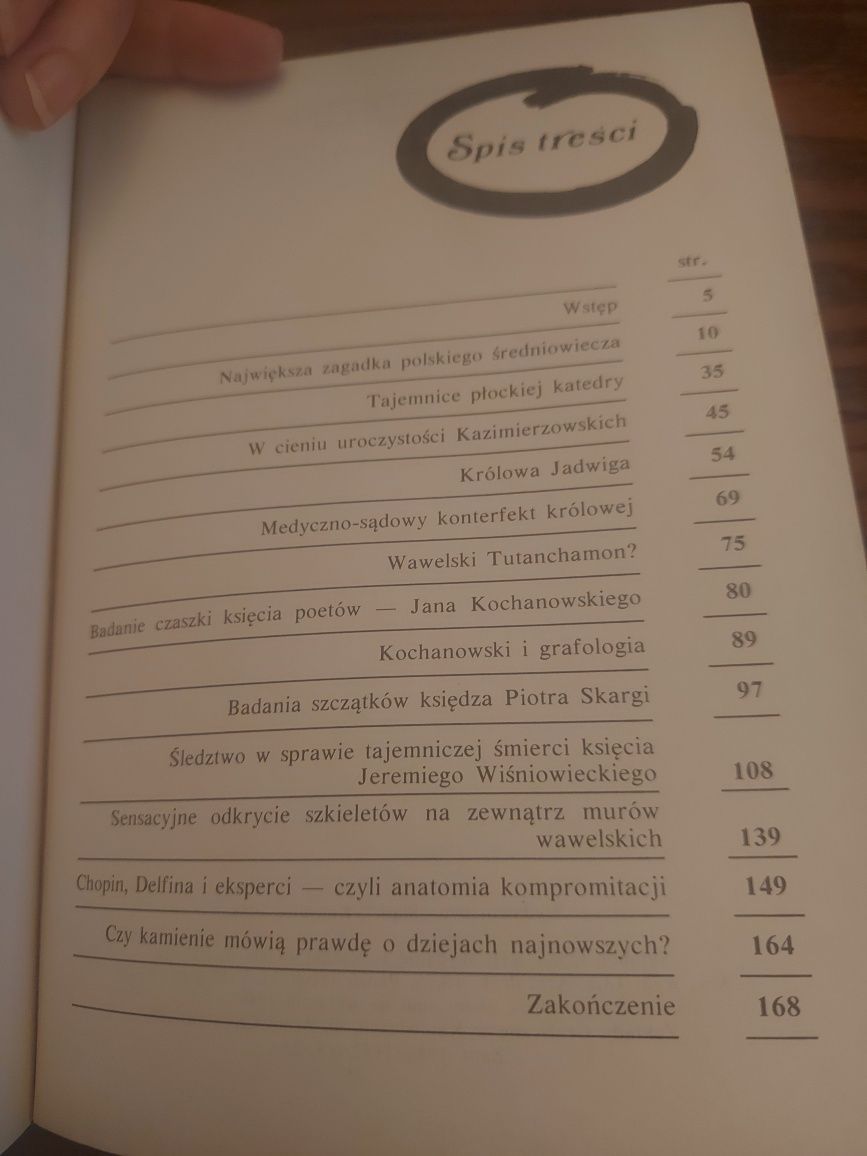 Spis treści
str.
Wstęp 5
Największa zagadka polskiego średniowiecza 10
Tajemnice płockiej katedry 35
W cieniu uroczystości Kazimierzowskich 45
Królowa Jadwiga 54
Medyczno-sądowy konterfekt królowej 69
Wawelski Tutanchamon? 75
Badanie czaszki księcia poetów — Jana Kochanowskiego 80
Kochanowski i grafologia 89
Badania szczątków księdza Piotra Skargi 97
Śledztwo w sprawie tajemniczej śmierci księcia
Jeremiego Wiśniowieckiego 108
Sensacyjne odkrycie szkieletów na zewnątrz murów
wawelskich 139
Chopin, Delfina i eksperci — czyli anatomia kompromitacji 149
Czy kamienie mówią prawdę o dziejach najnowszych? 164
Zakończenie 168